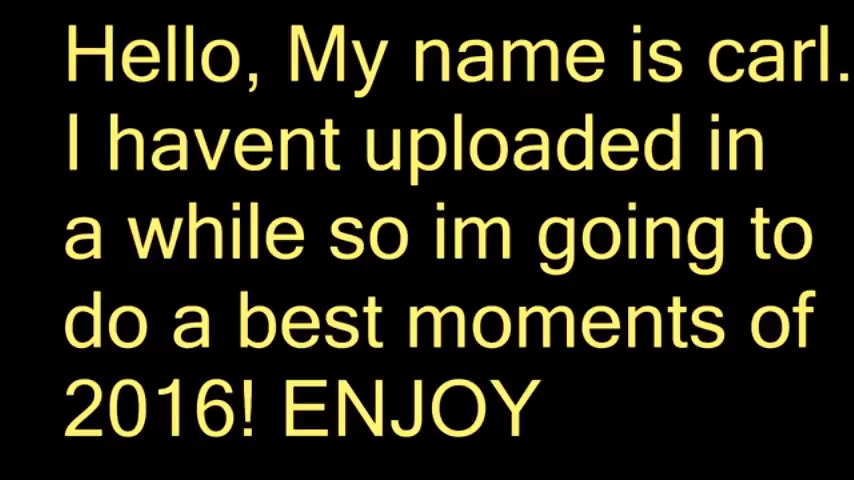 Hello, My name is carl.
I havent uploaded in
a while so im going to
do a best moments of
2016! ENJOY